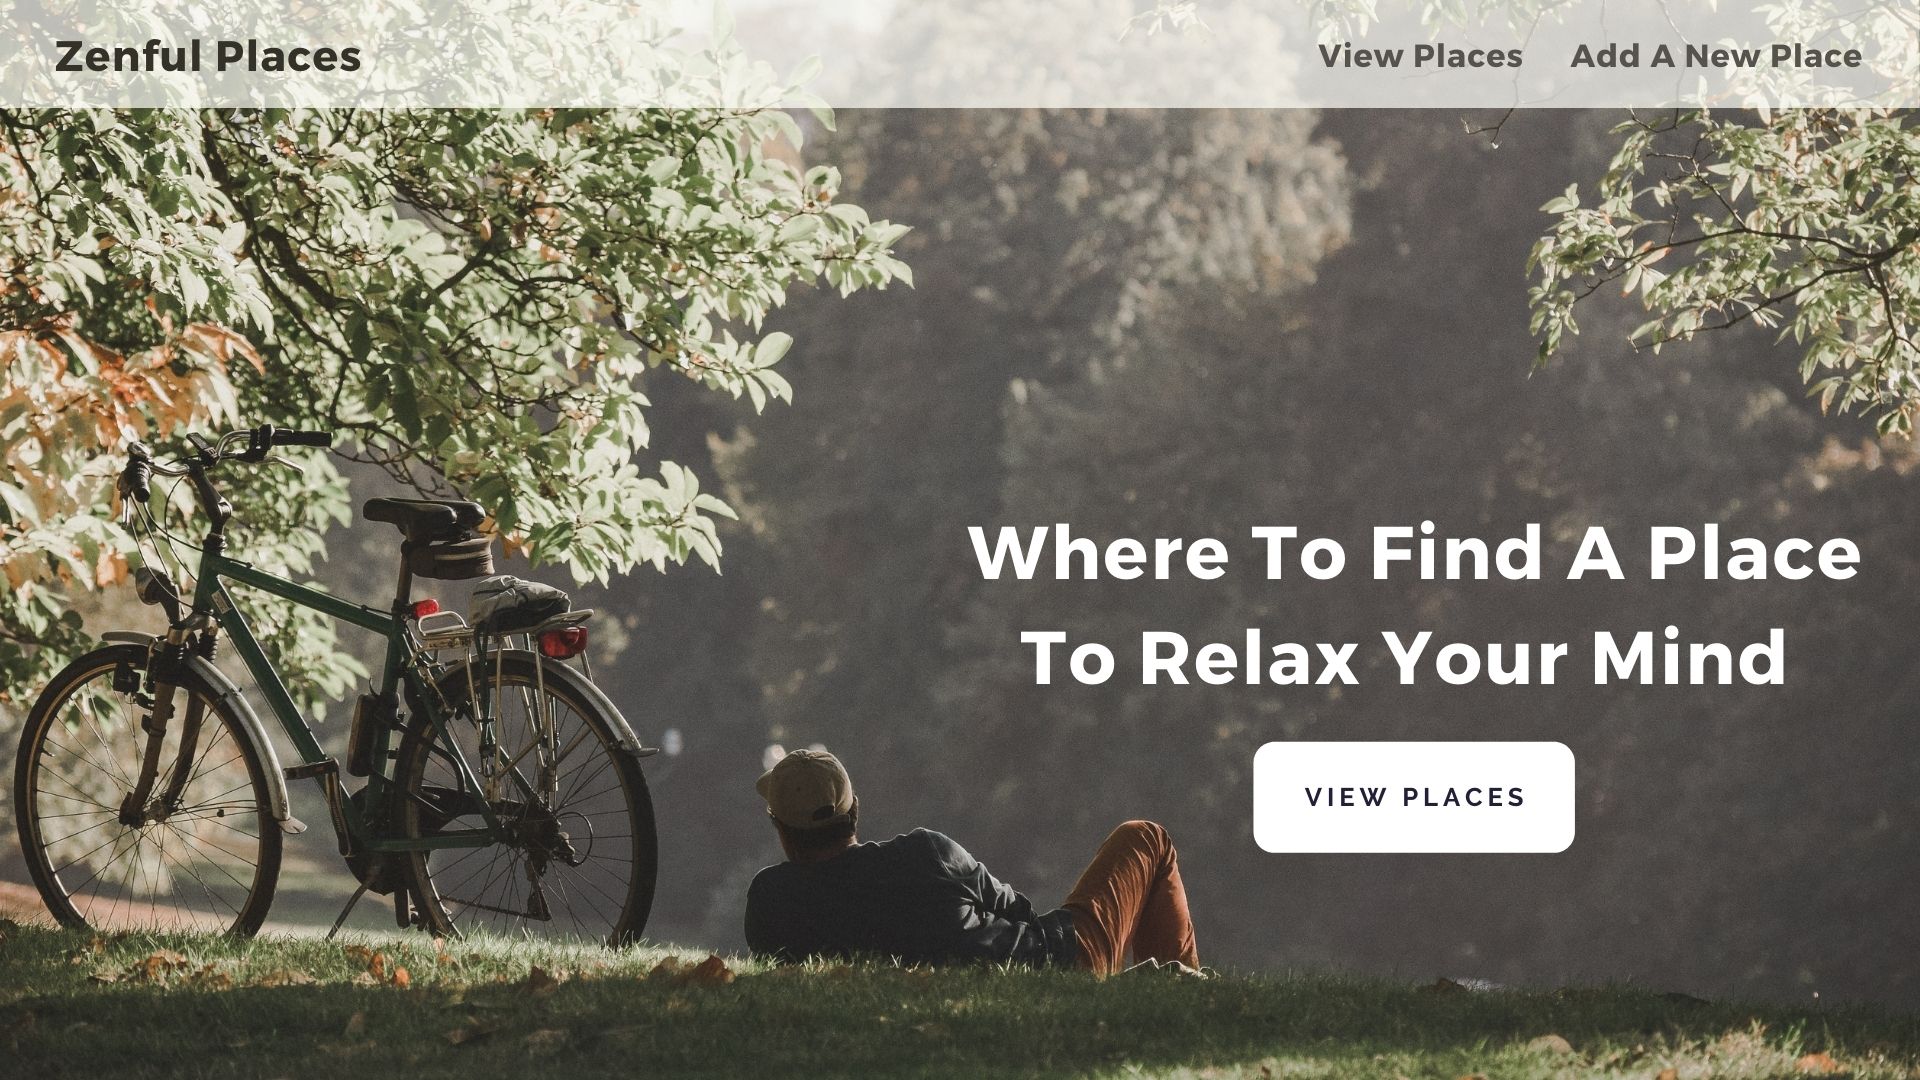 Zenful Places
View Places
Add A New Place
Where To Find A Place
To Relax Your Mind
VIEW PLACES